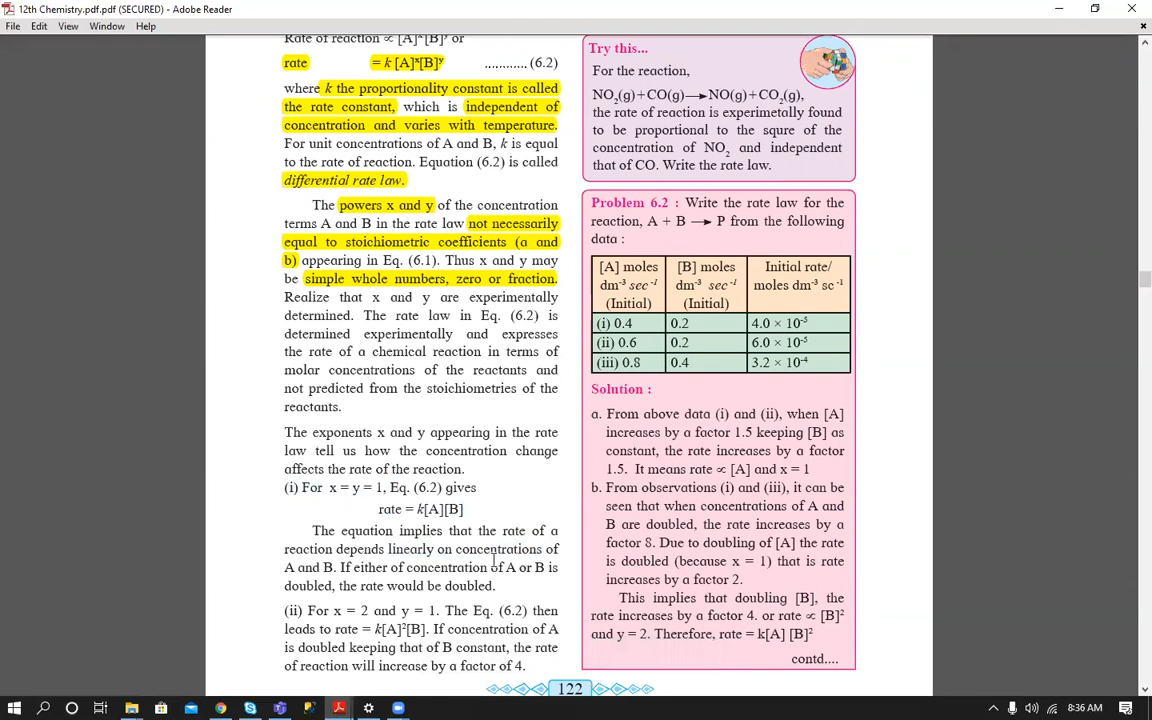 12th Chemistry.pdf.pdf (SECURED) - Adobe Reader
File Edit View Window Help
Rate of reaction ∝ [A]ˣ[B]ʸ or
rate = k [A]ˣ[B]ʸ ............ (6.2)
where k the proportionality constant is called
the rate constant, which is independent of
concentration and varies with temperature.
For unit concentrations of A and B, k is equal
to the rate of reaction. Equation (6.2) is called
differential rate law.
The powers x and y of the concentration
terms A and B in the rate law not necessarily
equal to stoichiometric coefficients (a and
b) appearing in Eq. (6.1). Thus x and y may
be simple whole numbers, zero or fraction.
Realize that x and y are experimentally
determined. The rate law in Eq. (6.2) is
determined experimentally and expresses
the rate of a chemical reaction in terms of
molar concentrations of the reactants and
not predicted from the stoichiometries of the
reactants.
The exponents x and y appearing in the rate
law tell us how the concentration change
affects the rate of the reaction.
(i) For x = y = 1, Eq. (6.2) gives
rate = k[A][B]
The equation implies that the rate of a
reaction depends linearly on concentrations of
A and B. If either of concentration of A or B is
doubled, the rate would be doubled.
(ii) For x = 2 and y = 1. The Eq. (6.2) then
leads to rate = k[A]²[B]. If concentration of A
is doubled keeping that of B constant, the rate
of reaction will increase by a factor of 4.
Try this...
For the reaction,
NO₂(g)+CO(g)⟶NO(g)+CO₂(g),
the rate of reaction is experimetally found
to be proportional to the squre of the
concentration of NO₂ and independent
that of CO. Write the rate law.
Problem 6.2 : Write the rate law for the
reaction, A + B ⟶ P from the following
data :
[A] moles [B] moles Initial rate/
dm⁻³ sec⁻¹ dm⁻³ sec⁻¹ moles dm⁻³ sc⁻¹
(Initial) (Initial)
(i) 0.4 0.2 4.0 × 10⁻⁵
(ii) 0.6 0.2 6.0 × 10⁻⁵
(iii) 0.8 0.4 3.2 × 10⁻⁴
Solution :
a. From above data (i) and (ii), when [A]
increases by a factor 1.5 keeping [B] as
constant, the rate increases by a factor
1.5. It means rate ∝ [A] and x = 1
b. From observations (i) and (iii), it can be
seen that when concentrations of A and
B are doubled, the rate increases by a
factor 8. Due to doubling of [A] the rate
is doubled (because x = 1) that is rate
increases by a factor 2.
This implies that doubling [B], the
rate increases by a factor 4. or rate ∝ [B]²
and y = 2. Therefore, rate = k[A] [B]²
contd....
122
8:36 AM